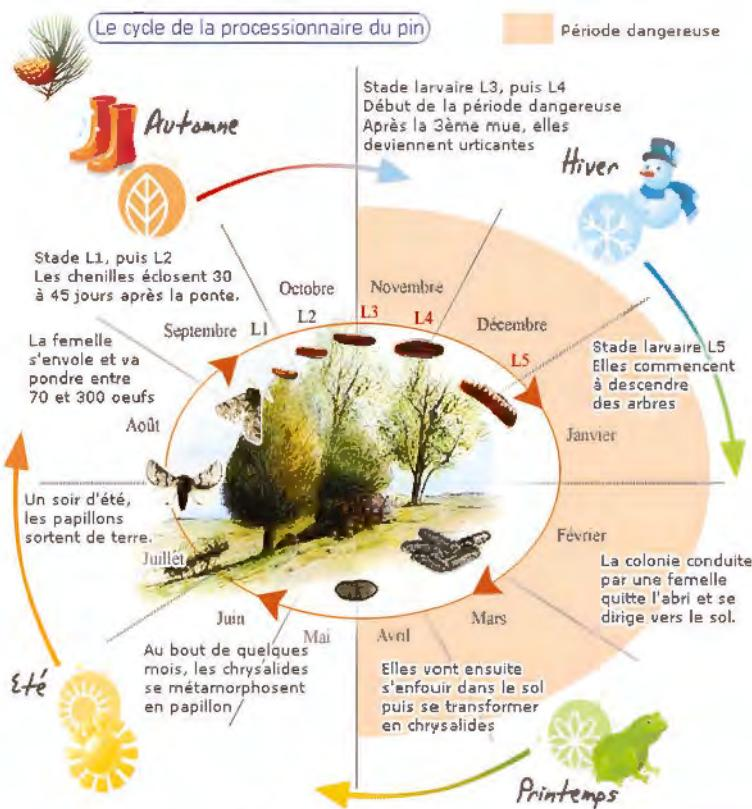 Le cycle de la processionnaire du pin
Période dangereuse
Automne
Stade larvaire L3, puis L4
Début de la période dangereuse
Après la 3ème mue, elles
deviennent urticantes
Hiver
Stade L1, puis L2
Les chenilles éclosent 30
à 45 jours après la ponte.
Octobre
Novembre
La femelle
s'envole et va
pondre entre
70 et 300 oeufs
Septembre
L1
L2
L3
L4
Décembre
L5
Stade larvaire L5
Elles commencent
à descendre
des arbres
Août
Janvier
Un soir d'été,
les papillons
sortent de terre.
Juillet
Février
La colonie conduite
par une femelle
quitte l'abri et se
dirige vers le sol.
Juin
Mai
Avril
Mars
Au bout de quelques
mois, les chrysalides
se métamorphosent
en papillon
Elles vont ensuite
s'enfouir dans le sol
puis se transformer
en chrysalides
Eté
Printemps